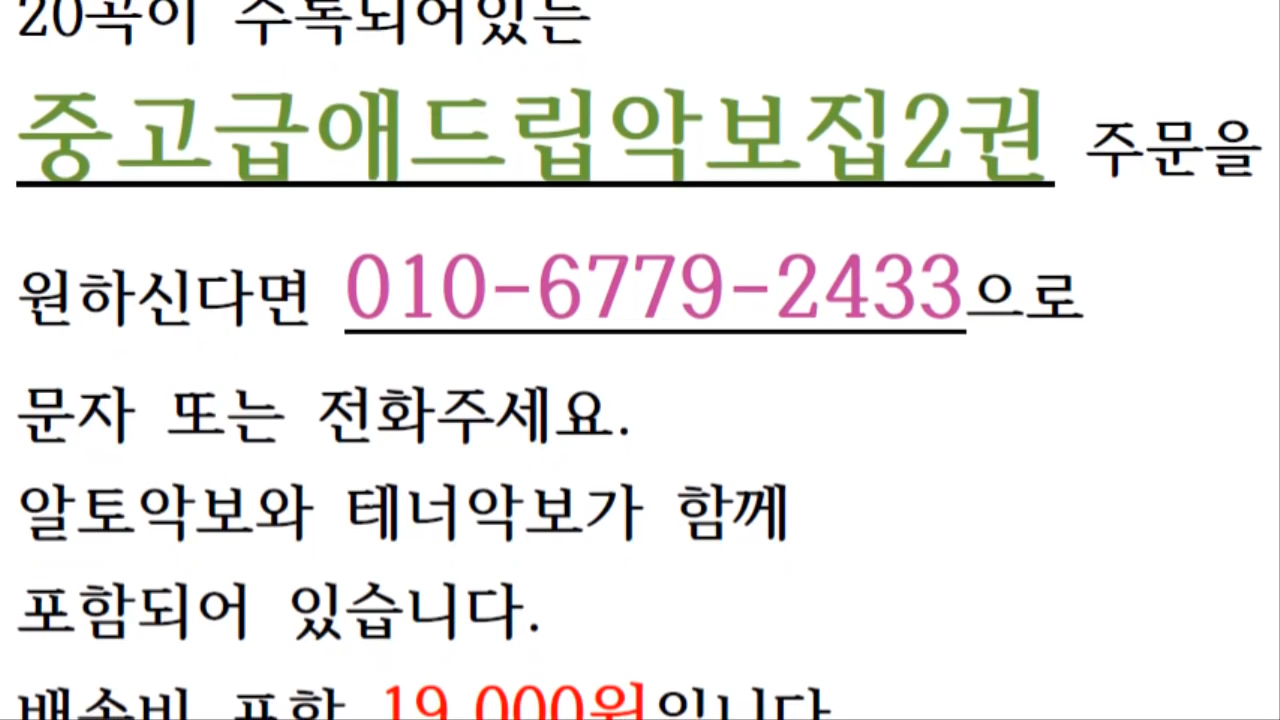 20곡이 수록되어있는
중고급애드립악보집2권 주문을
원하신다면 010-6779-2433으로
문자 또는 전화주세요.
알토악보와 테너악보가 함께
포함되어 있습니다.
배송비 포함 19,000원입니다